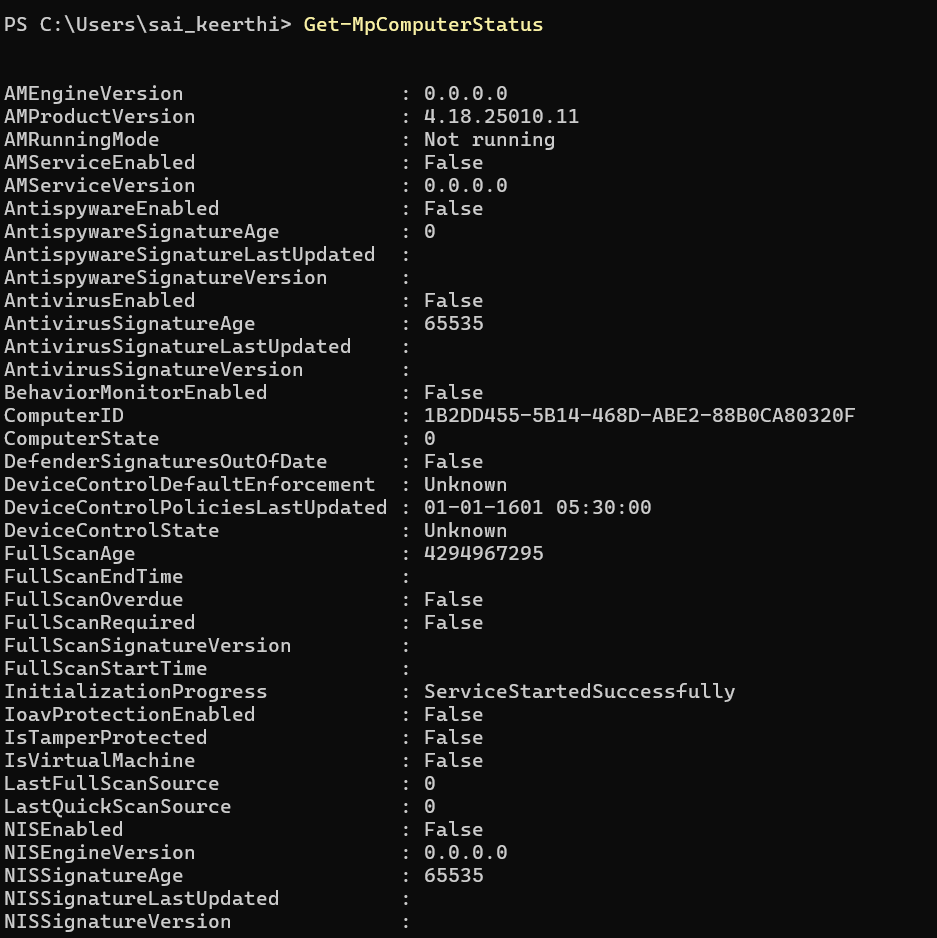 PS C:\Users\sai_keerthi> Get-MpComputerStatus
AMEngineVersion : 0.0.0.0
AMProductVersion : 4.18.25010.11
AMRunningMode : Not running
AMServiceEnabled : False
AMServiceVersion : 0.0.0.0
AntispywareEnabled : False
AntispywareSignatureAge : 0
AntispywareSignatureLastUpdated :
AntispywareSignatureVersion :
AntivirusEnabled : False
AntivirusSignatureAge : 65535
AntivirusSignatureLastUpdated :
AntivirusSignatureVersion :
BehaviorMonitorEnabled : False
ComputerID : 1B2DD455-5B14-468D-ABE2-88B0CA80320F
ComputerState : 0
DefenderSignaturesOutOfDate : False
DeviceControlDefaultEnforcement : Unknown
DeviceControlPoliciesLastUpdated : 01-01-1601 05:30:00
DeviceControlState : Unknown
FullScanAge : 4294967295
FullScanEndTime :
FullScanOverdue : False
FullScanRequired : False
FullScanSignatureVersion :
FullScanStartTime :
InitializationProgress : ServiceStartedSuccessfully
IoavProtectionEnabled : False
IsTamperProtected : False
IsVirtualMachine : False
LastFullScanSource : 0
LastQuickScanSource : 0
NISEnabled : False
NISEngineVersion : 0.0.0.0
NISSignatureAge : 65535
NISSignatureLastUpdated :
NISSignatureVersion :